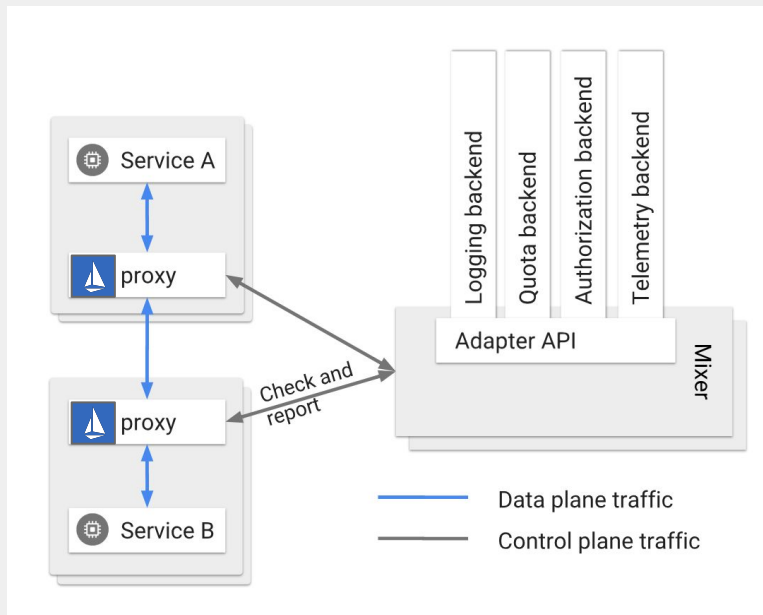 Service A
proxy
proxy
Service B
Check and
report
Logging backend
Quota backend
Authorization backend
Telemetry backend
Adapter API
Mixer
Data plane traffic
Control plane traffic